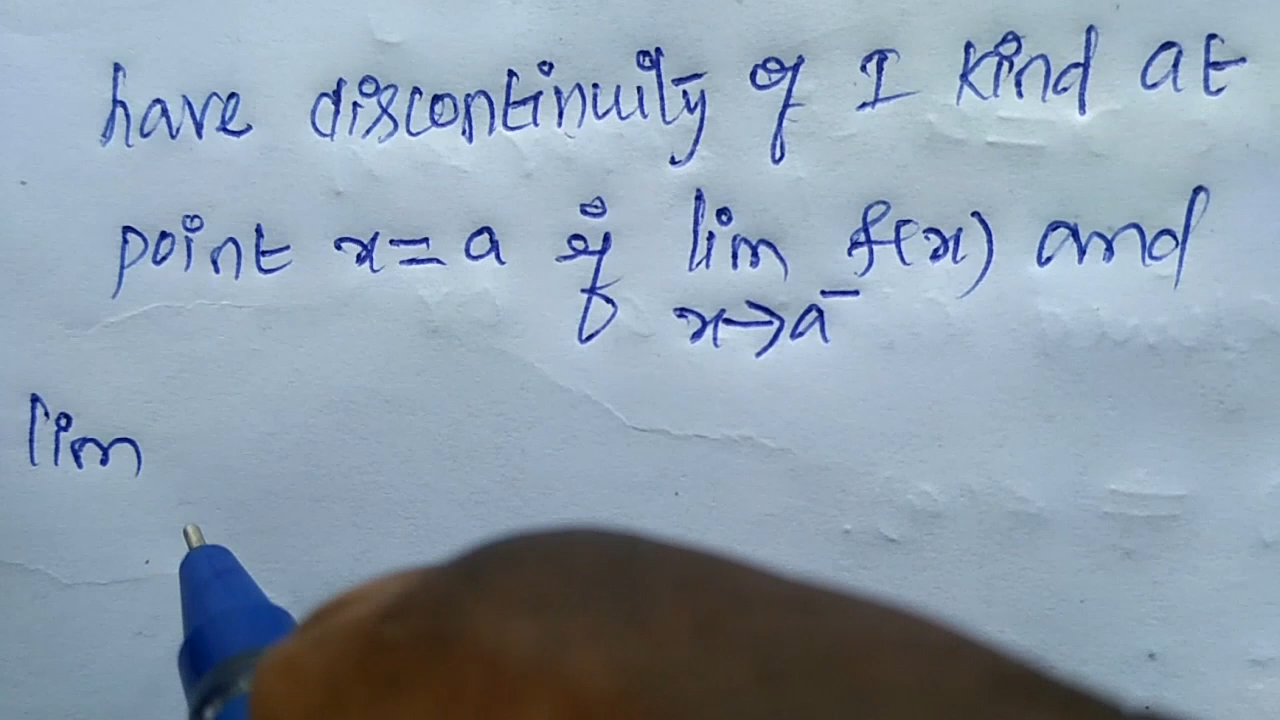 have discontinuity of I kind at
point x = a if lim f(x) and
x→a⁻
lim